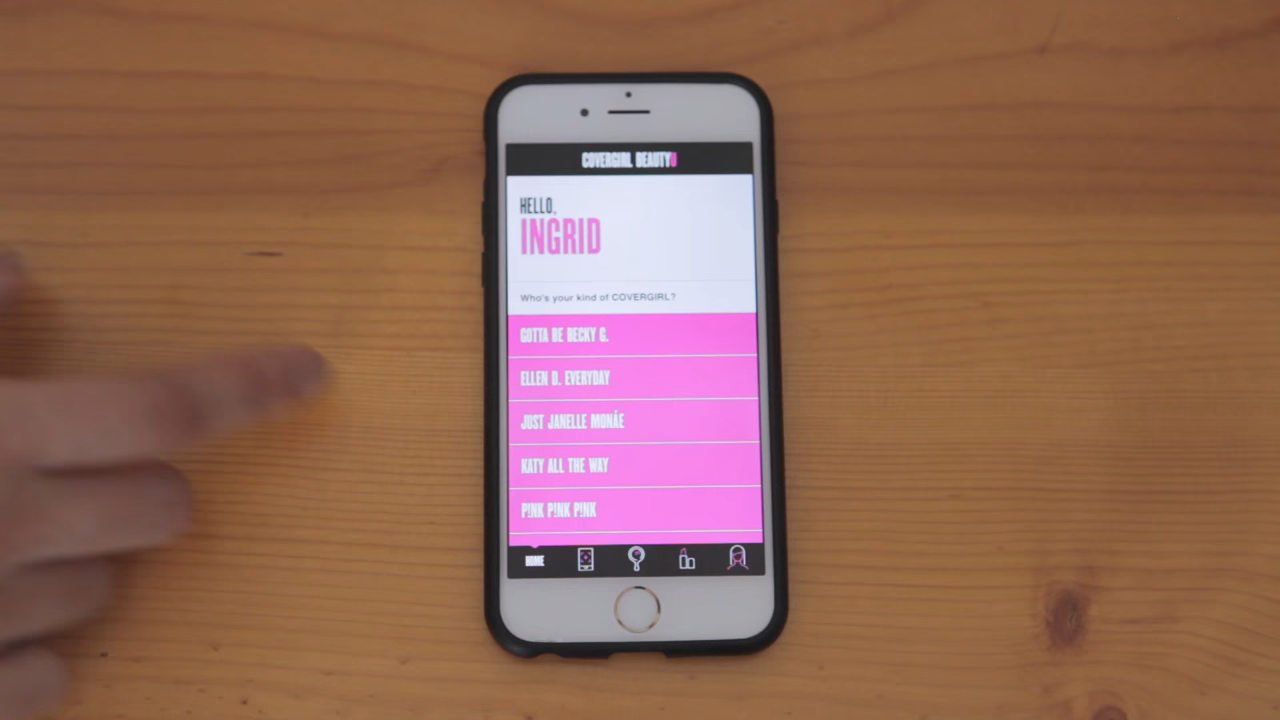 COVERGIRL BEAUTYU
HELLO,
INGRID
Who's your kind of COVERGIRL?
GOTTA BE BECKY G.
ELLEN D. EVERYDAY
JUST JANELLE MONÁE
KATY ALL THE WAY
P!NK P!NK P!NK
HOME